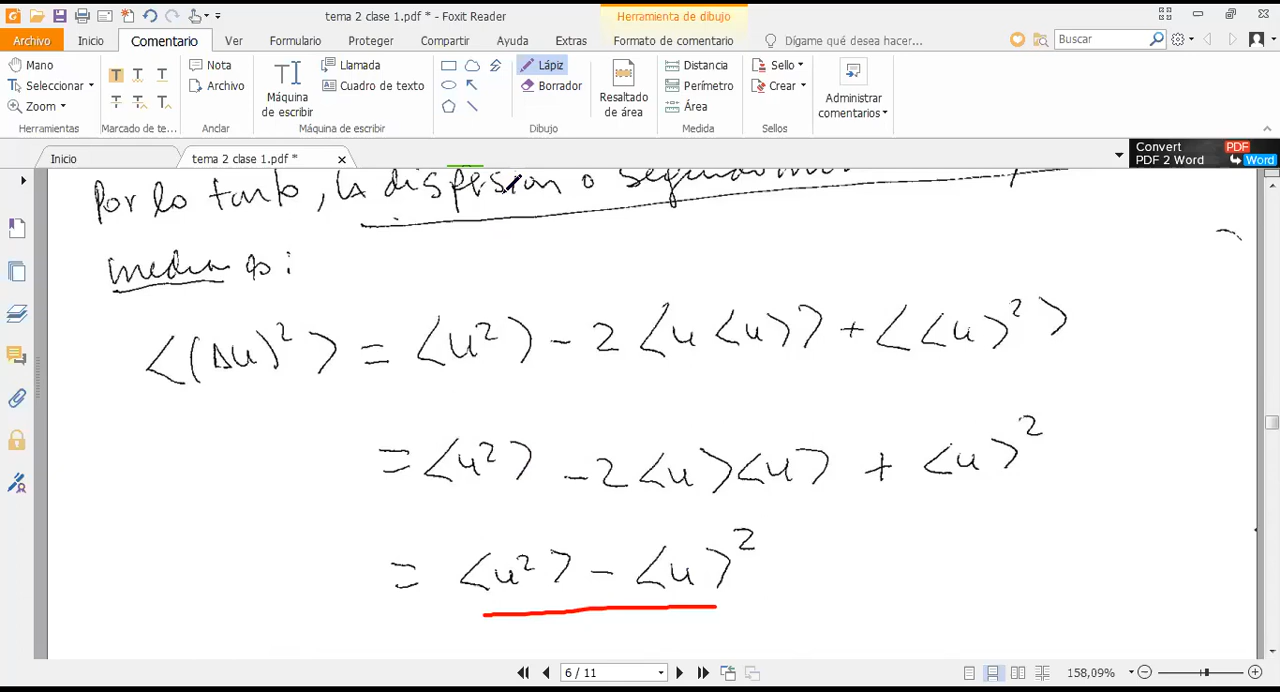 tema 2 clase 1.pdf * - Foxit Reader
Herramienta de dibujo
Archivo Inicio Comentario Ver Formulario Proteger Compartir Ayuda Extras Formato de comentario Dígame qué desea hacer... Buscar
Mano
Seleccionar
Zoom
Herramientas
T T T
T T T
Marcado de te...
Nota
Archivo
Anclar
Máquina de escribir
Llamada
Cuadro de texto
Máquina de escribir
Lápiz
Borrador
Dibujo
Resaltado de área
Distancia
Perímetro
Área
Medida
Sello
Crear
Sellos
Administrar comentarios
Inicio
tema 2 clase 1.pdf *
Convert PDF
PDF 2 Word Word
Por lo tanto, la dispersión o
media es:
⟨(Δu)²⟩ = ⟨u²⟩ - 2⟨u⟨u⟩⟩ + ⟨⟨u⟩²⟩
= ⟨u²⟩ - 2⟨u⟩⟨u⟩ + ⟨u⟩²
= ⟨u²⟩ - ⟨u⟩²
6 / 11
158,09%